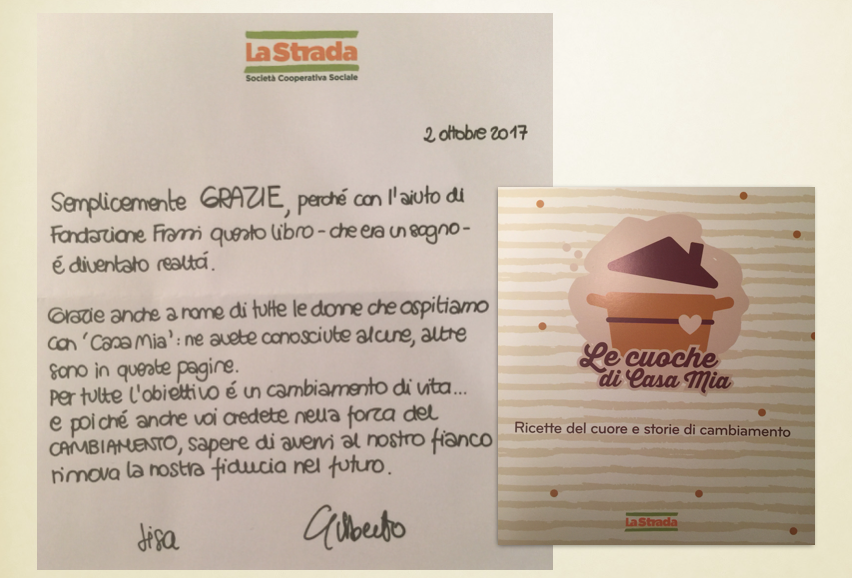 La Strada
Società Cooperativa Sociale
2 ottobre 2017
Semplicemente GRAZIE, perché con l'aiuto di
Fondazione questo libro - che era un sogno -
é diventato realtá.
Grazie anche a nome di tutte le donne che ospitiamo
con 'Casa Mia': ne avete conosciute alcune, altre
sono in queste pagine.
Per tutte l'obiettivo é un cambiamento di vita...
e poiché anche voi credete nella forza del
CAMBIAMENTO, sapere di avervi al nostro fianco
rinnova la nostra fiducia nel futuro.
Gilberto
Le cuoche
di Casa Mia
Ricette del cuore e storie di cambiamento
La Strada